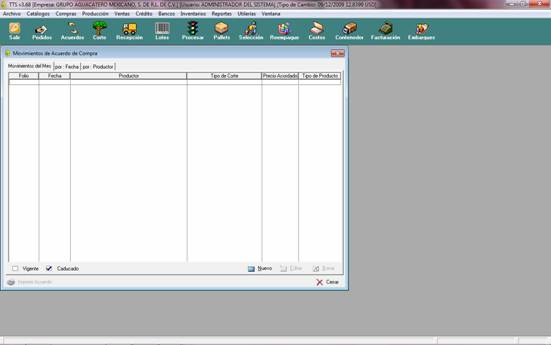 TTS v3.68 [Empresa: GRUPO AGUACATERO MEXICANO, S. DE R.L. DE C.V.] [Usuario: ADMINISTRADOR DEL SISTEMA] [Tipo de Cambio: 09/12/2009 12.8399 USD]
Archivo Catálogos Compras Producción Ventas Crédito Bancos Inventarios Reportes Utilerías Ventana
Salir Pedidos Acuerdos Corte Recepción Lotes Procesar Pallets Selección Reempaque Costos Contenedor Facturación Embarques
Movimientos de Acuerdo de Compra
Movimientos del Mes por : Fecha por : Productor
Folio Fecha Productor Tipo de Corte Precio Acordado Tipo de Producto
Vigente Caducado Nuevo Editar Borrar
Imprimir Acuerdo Cerrar